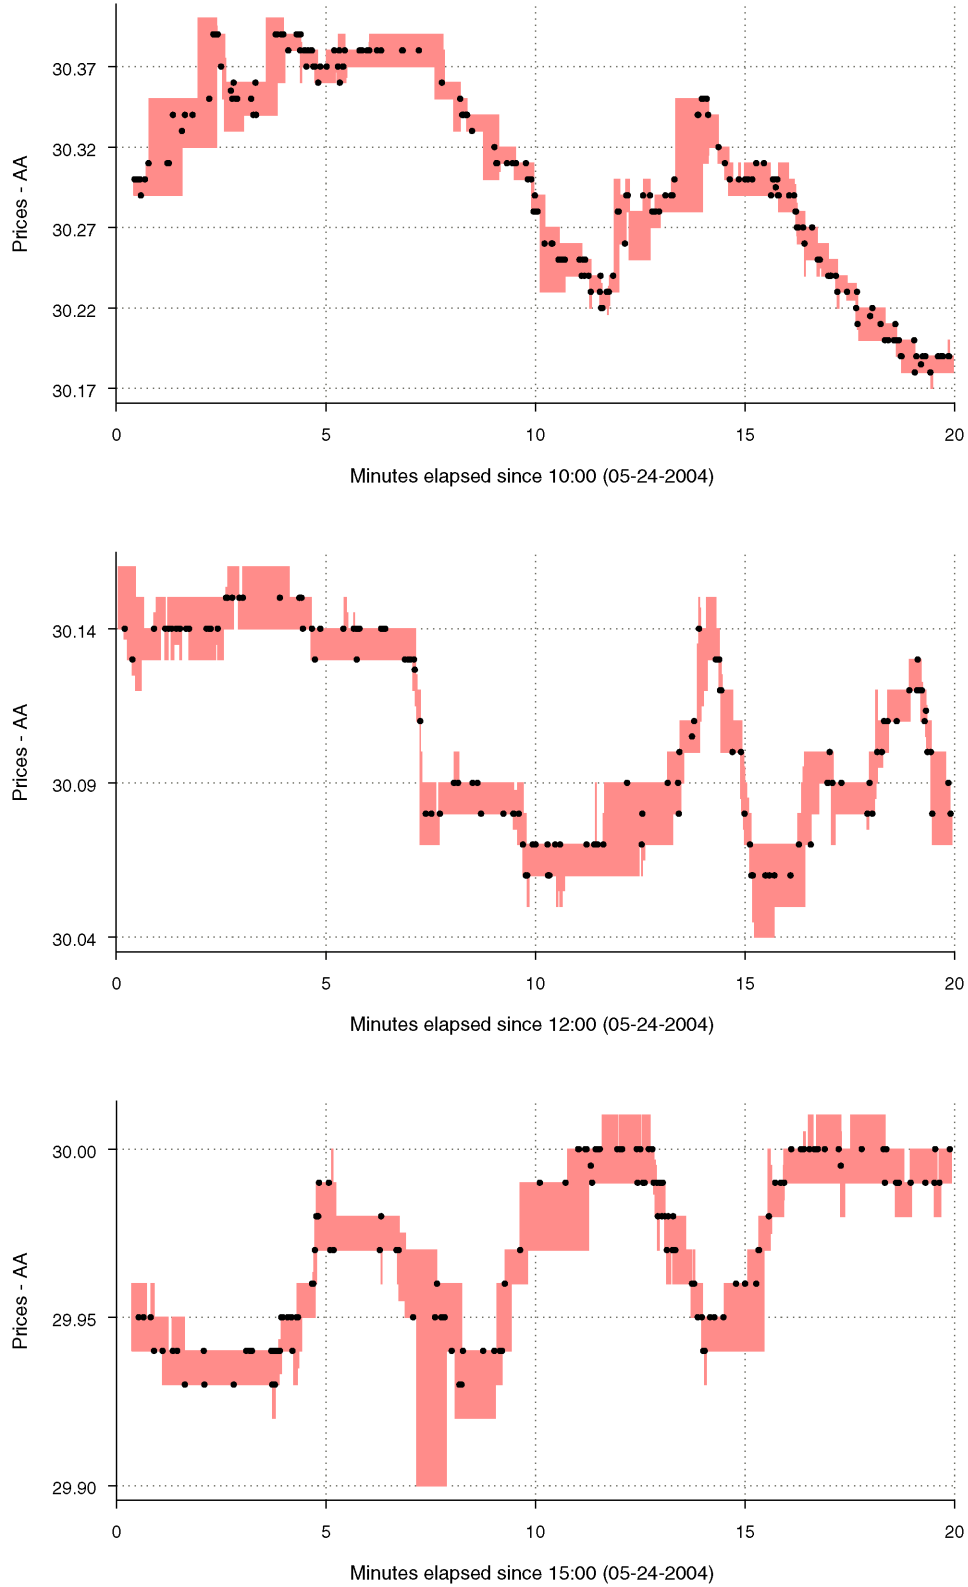 Prices - AA
30.37
30.32
30.27
30.22
30.17
0 5 10 15 20
Minutes elapsed since 10:00 (05-24-2004)
Prices - AA
30.14
30.09
30.04
0 5 10 15 20
Minutes elapsed since 12:00 (05-24-2004)
Prices - AA
30.00
29.95
29.90
0 5 10 15 20
Minutes elapsed since 15:00 (05-24-2004)